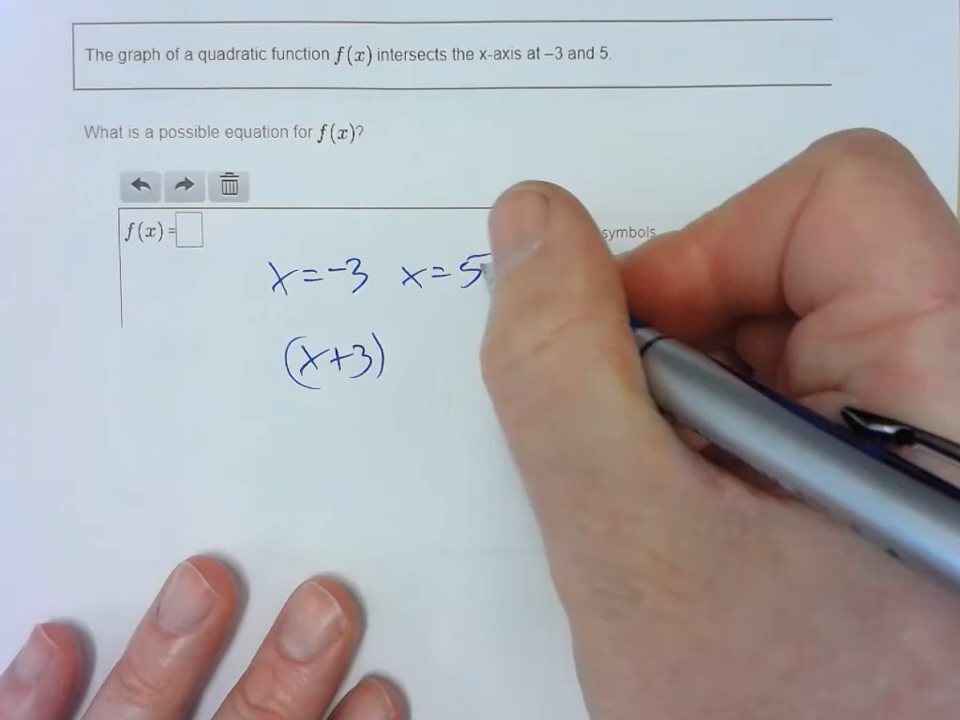 The graph of a quadratic function f(x) intersects the x-axis at −3 and 5.
What is a possible equation for f(x)?
f(x)=
symbols
x=-3 x=5
(x+3)